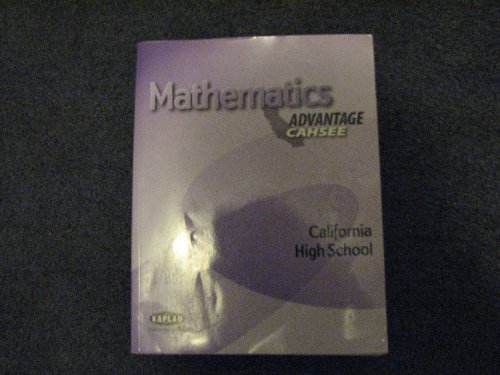 Mathematics
ADVANTAGE
CAHSEE
California
High School
KAPLAN